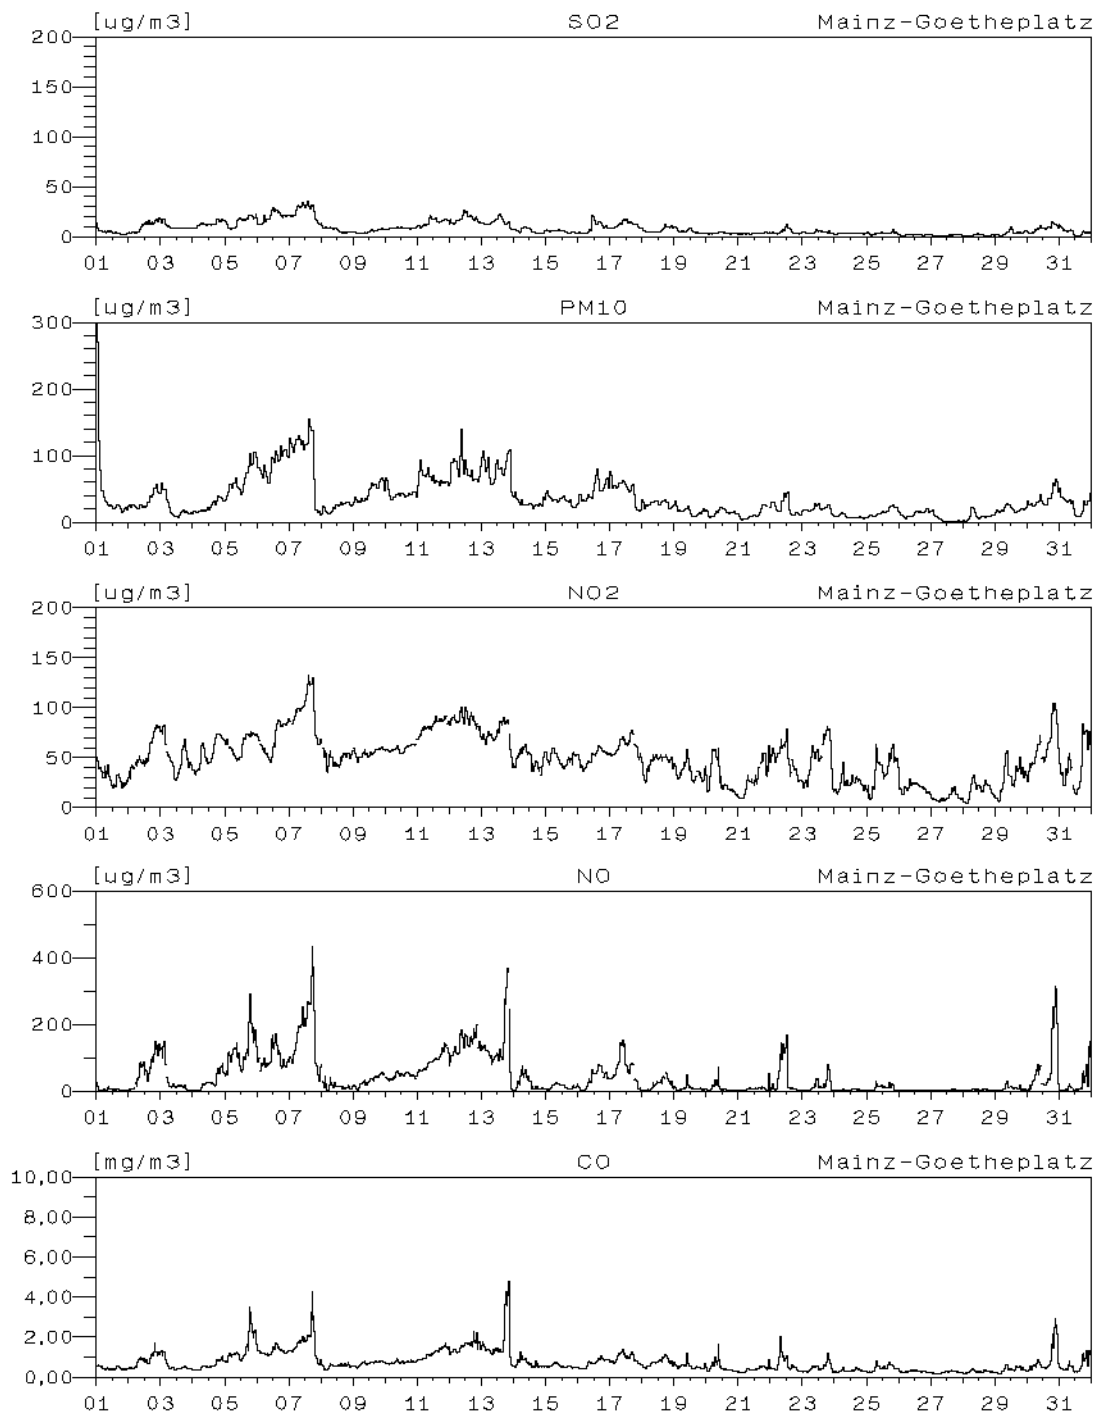 [ug/m3] SO2 Mainz-Goetheplatz
200
150
100
50
0
01 03 05 07 09 11 13 15 17 19 21 23 25 27 29 31
[ug/m3] PM10 Mainz-Goetheplatz
300
200
100
0
01 03 05 07 09 11 13 15 17 19 21 23 25 27 29 31
[ug/m3] NO2 Mainz-Goetheplatz
200
150
100
50
0
01 03 05 07 09 11 13 15 17 19 21 23 25 27 29 31
[ug/m3] NO Mainz-Goetheplatz
600
400
200
0
01 03 05 07 09 11 13 15 17 19 21 23 25 27 29 31
[mg/m3] CO Mainz-Goetheplatz
10,00
8,00
6,00
4,00
2,00
0,00
01 03 05 07 09 11 13 15 17 19 21 23 25 27 29 31